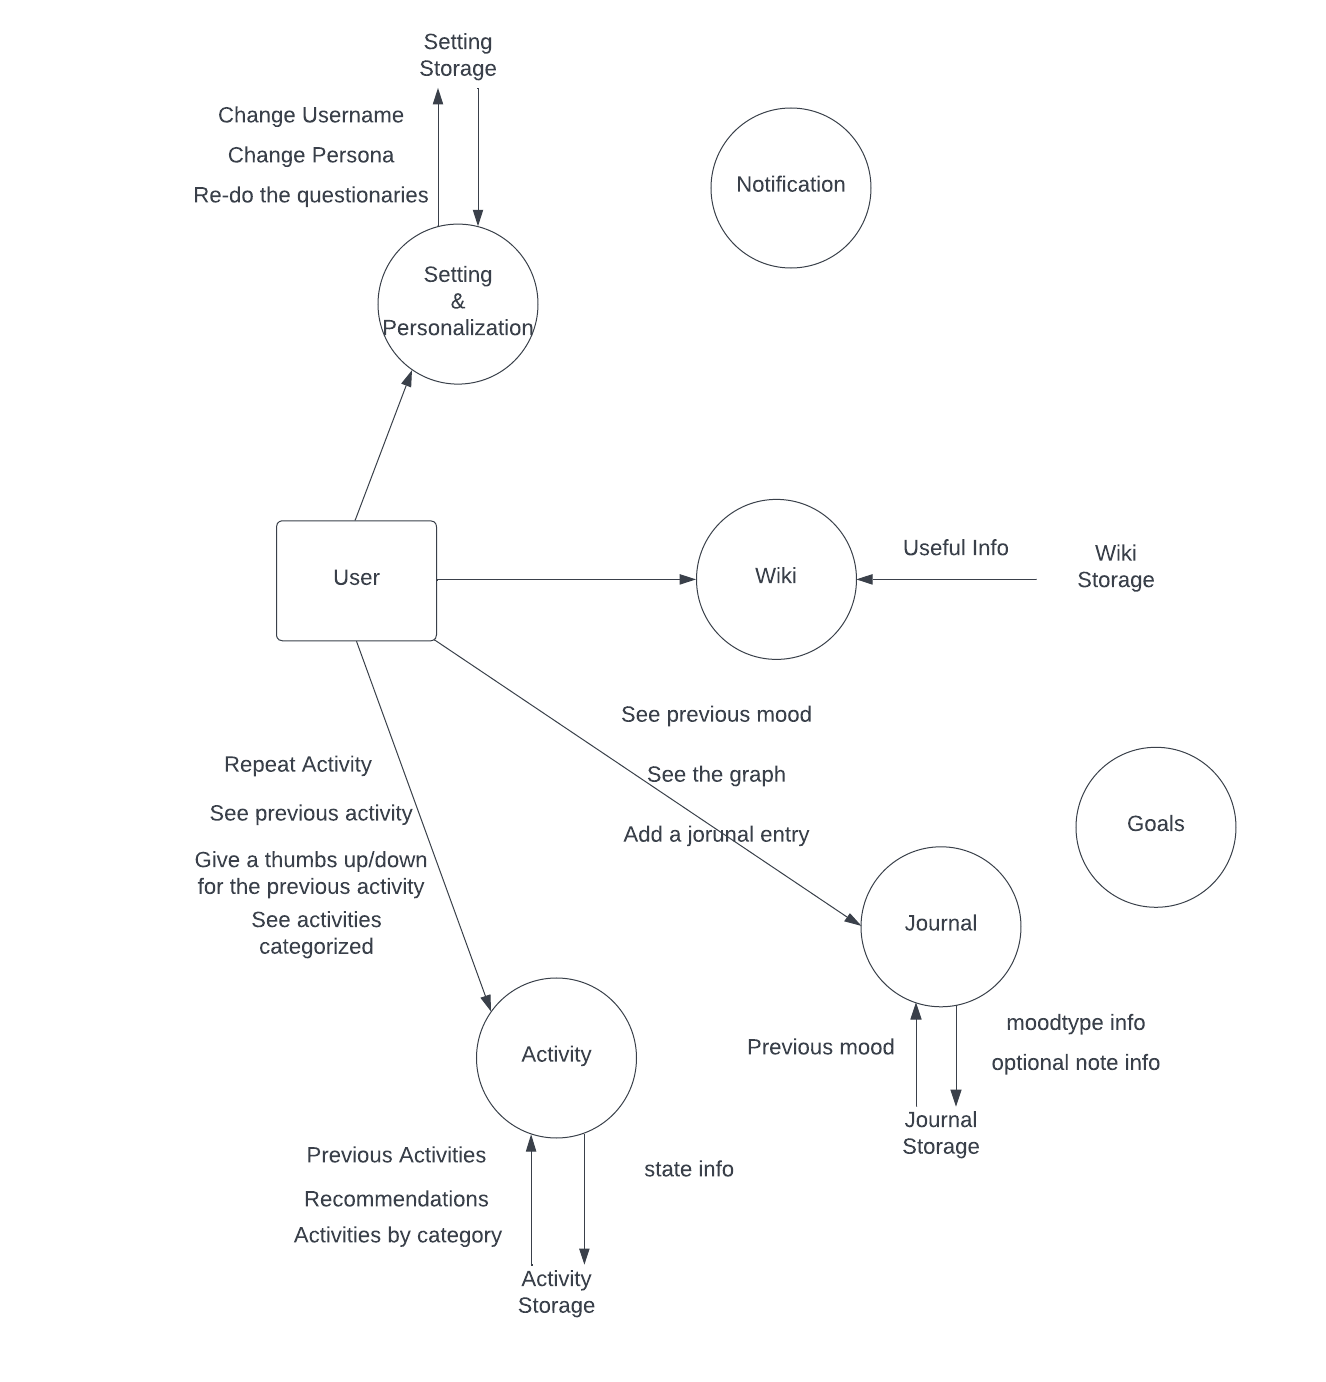 Setting
Storage
Change Username
Change Persona
Re-do the questionaries
Notification
Setting
&
Personalization
User
Wiki
Useful Info
Wiki
Storage
See previous mood
See the graph
Add a jorunal entry
Repeat Activity
See previous activity
Give a thumbs up/down
for the previous activity
See activities
categorized
Goals
Journal
Activity
Previous mood
moodtype info
optional note info
Journal
Storage
Previous Activities
Recommendations
Activities by category
state info
Activity
Storage